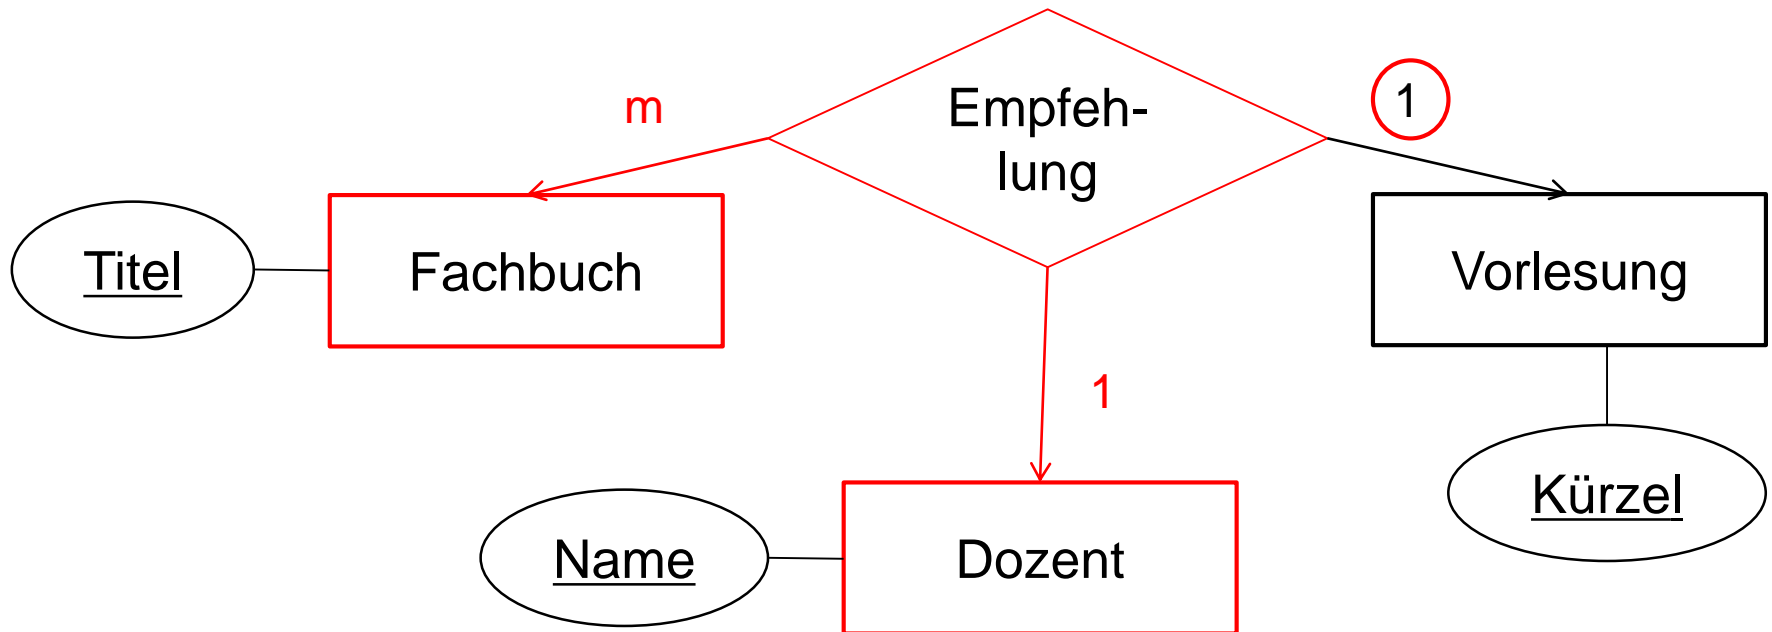 m
Empfeh-
lung
1
Titel
Fachbuch
Vorlesung
1
Kürzel
Name
Dozent